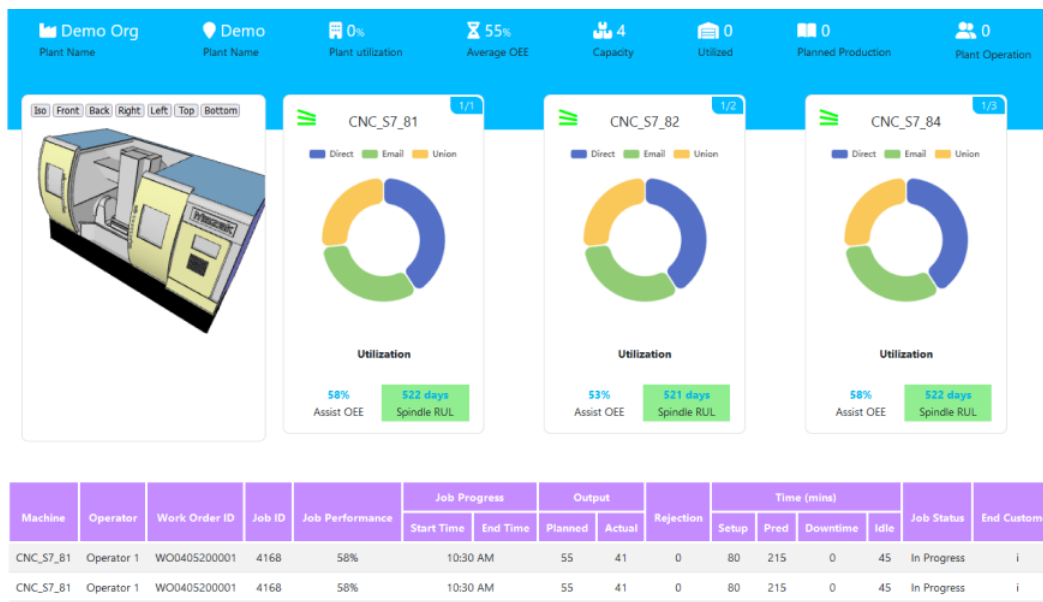 Demo Org
Plant Name
Demo
Plant Name
0%
Plant utilization
55%
Average OEE
4
Capacity
0
Utilized
0
Planned Production
0
Plant Operation
Iso Front Back Right Left Top Bottom
Mazak
1/1
CNC_S7_81
Direct Email Union
Utilization
58% 522 days
Assist OEE Spindle RUL
1/2
CNC_S7_82
Direct Email Union
Utilization
53% 521 days
Assist OEE Spindle RUL
1/3
CNC_S7_84
Direct Email Union
Utilization
58% 522 days
Assist OEE Spindle RUL
Job Progress Output Time (mins)
Machine Operator Work Order ID Job ID Job Performance Rejection Job Status End Custome
Start Time End Time Planned Actual Setup Pred Downtime Idle
CNC_S7_81 Operator 1 WO0405200001 4168 58% 10:30 AM 55 41 0 80 215 0 45 In Progress i
CNC_S7_81 Operator 1 WO0405200001 4168 58% 10:30 AM 55 41 0 80 215 0 45 In Progress i